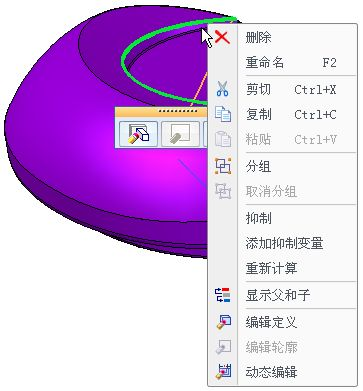 删除
重命名 F2
剪切 Ctrl+X
复制 Ctrl+C
粘贴 Ctrl+V
分组
取消分组
抑制
添加抑制变量
重新计算
显示父和子
编辑定义
编辑轮廓
动态编辑